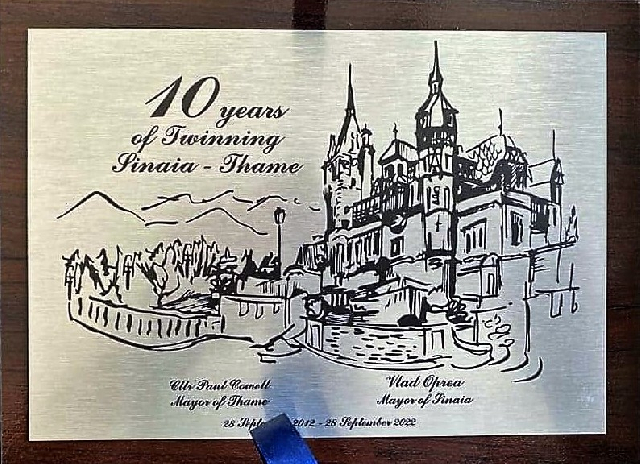 10 years
of Twinning
Sinaia - Thame
Cllr Paul Cornell
Mayor of Thame
Vlad Oprea
Mayor of Sinaia
28 2012 - 28 September 2022